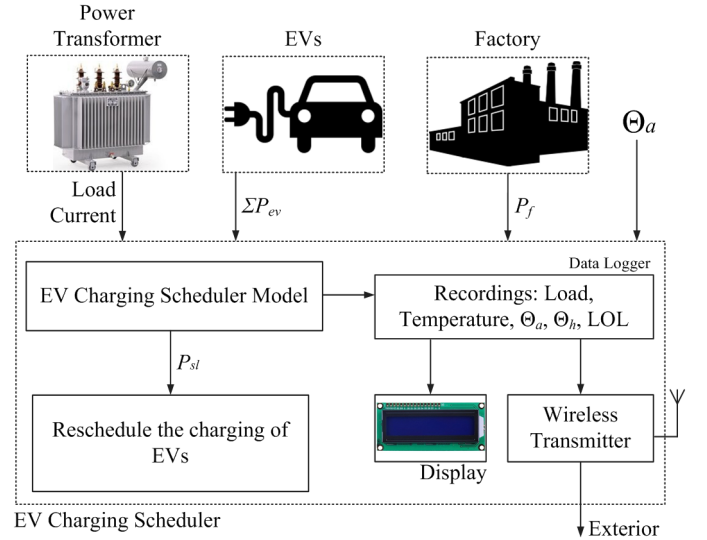 Power
Transformer
EVs
Factory
Θa
Load
Current
ΣPev
Pf
Data Logger
EV Charging Scheduler Model
Recordings: Load,
Temperature, Θa, Θh, LOL
Psl
Reschedule the charging of
EVs
Wireless
Transmitter
Display
EV Charging Scheduler
Exterior